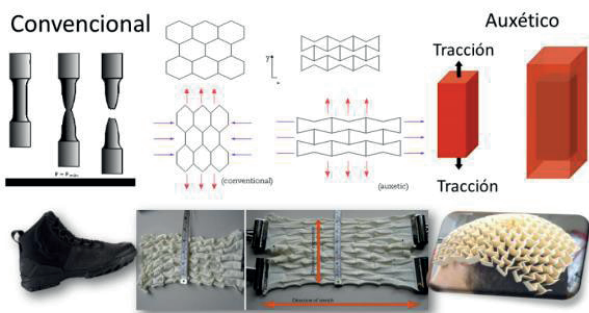 Convencional
Auxético
Tracción
y
(conventional)
(auxetic)
Tracción
Direction of stretch